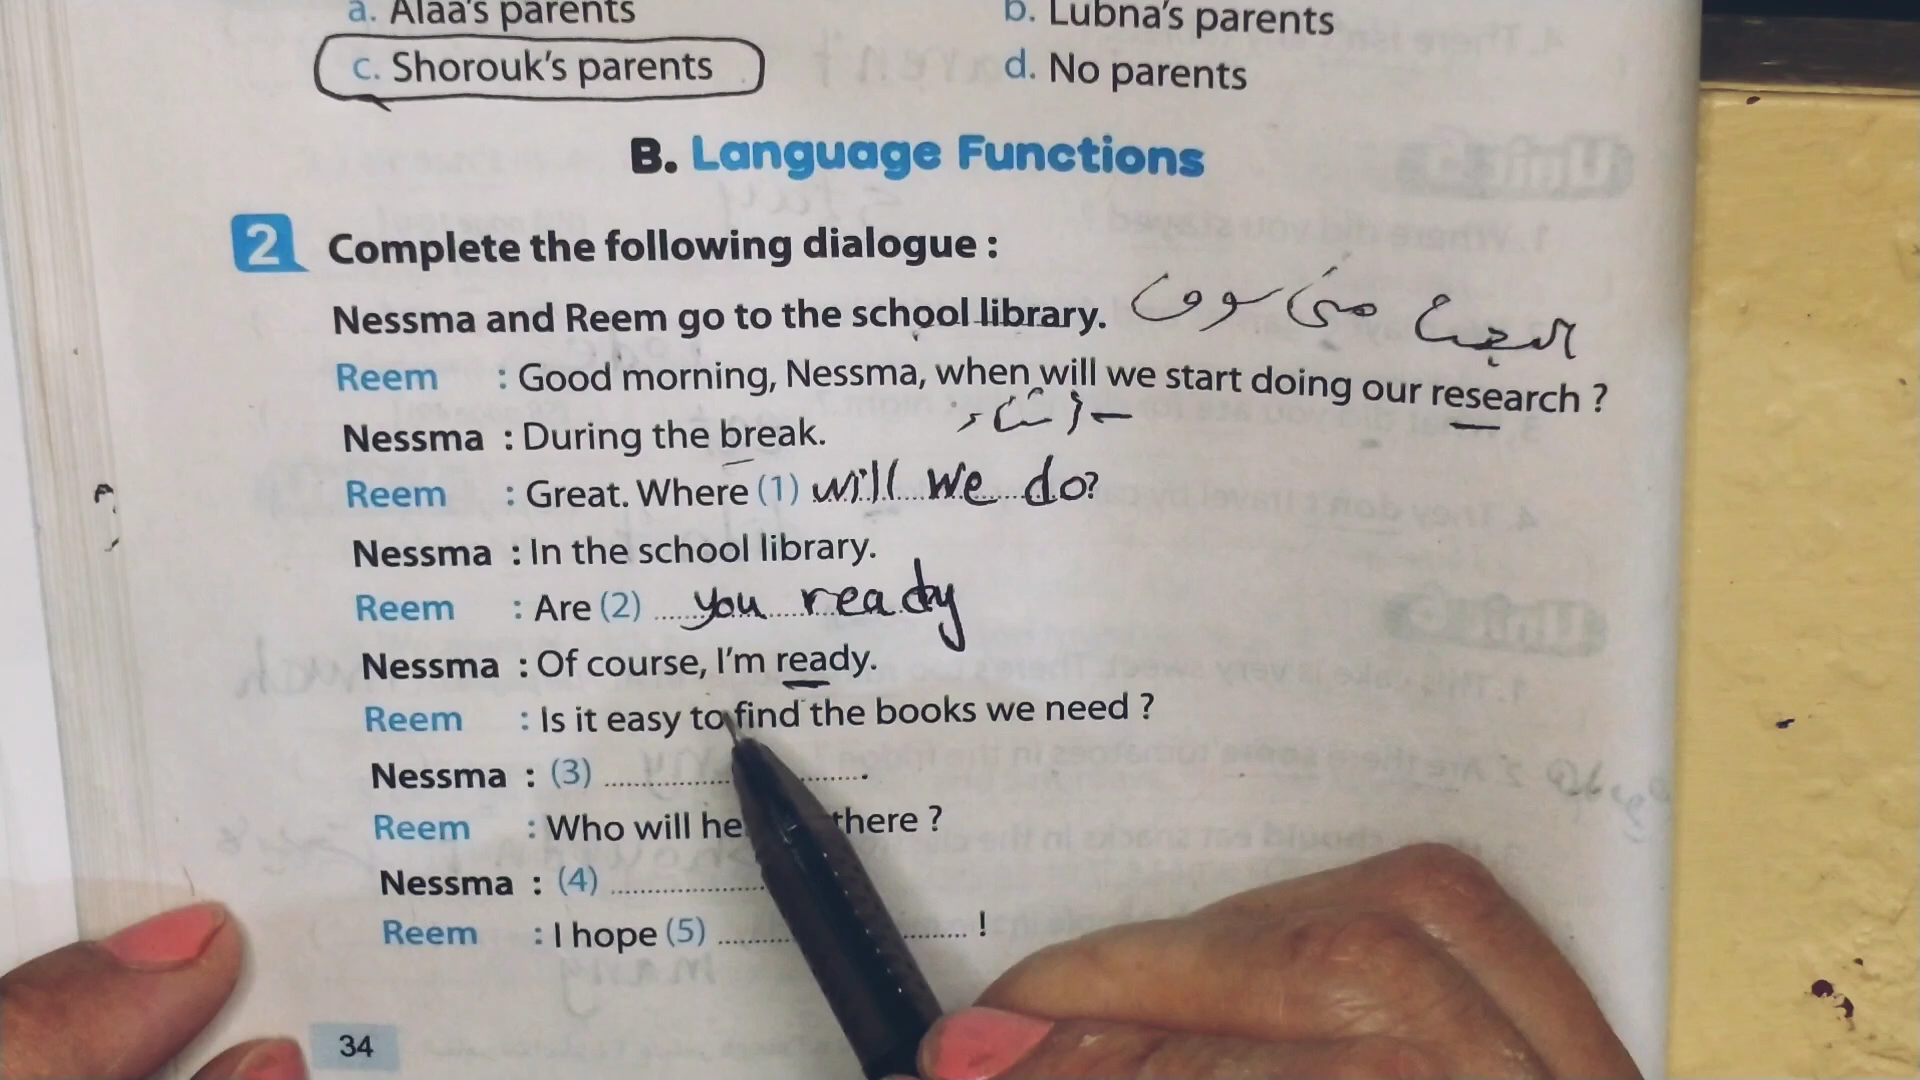 a. Alaa's parents b. Lubna's parents
c. Shorouk's parents d. No parents
B. Language Functions
2 Complete the following dialogue :
Nessma and Reem go to the school library.
Reem : Good morning, Nessma, when will we start doing our research ?
Nessma : During the break.
Reem : Great. Where (1) will we do?
Nessma : In the school library.
Reem : Are (2) you ready
Nessma : Of course, I'm ready.
Reem : Is it easy to find the books we need ?
Nessma : (3) .
Reem : Who will there ?
Nessma : (4)
Reem : I hope (5) !
34